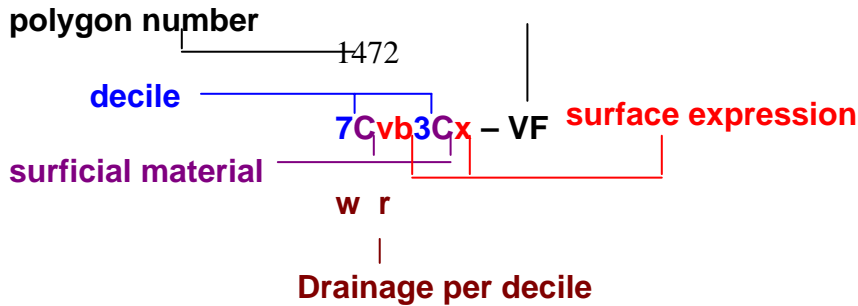 polygon number
1472
decile
7Cvb3Cx – VF
surface expression
surficial material
w r
Drainage per decile